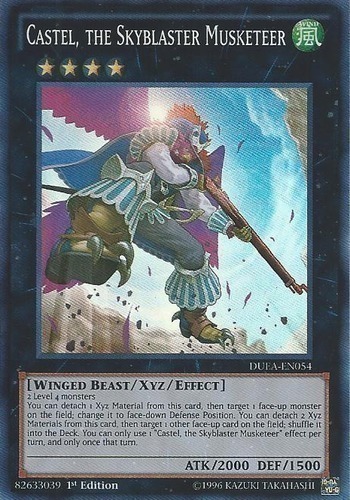 CASTEL, THE SKYBLASTER MUSKETEER
WIND
風
DUEA-EN054
[WINGED BEAST/XYZ/EFFECT]
2 Level 4 monsters
You can detach 1 Xyz Material from this card, then target 1 face-up monster
on the field; change it to face-down Defense Position. You can detach 2 Xyz
Materials from this card, then target 1 other face-up card on the field; shuffle it
into the Deck. You can only use 1 "Castel, the Skyblaster Musketeer" effect per
turn, and only once that turn.
ATK/2000 DEF/1500
82633039 1st Edition ©1996 KAZUKI TAKAHASHI